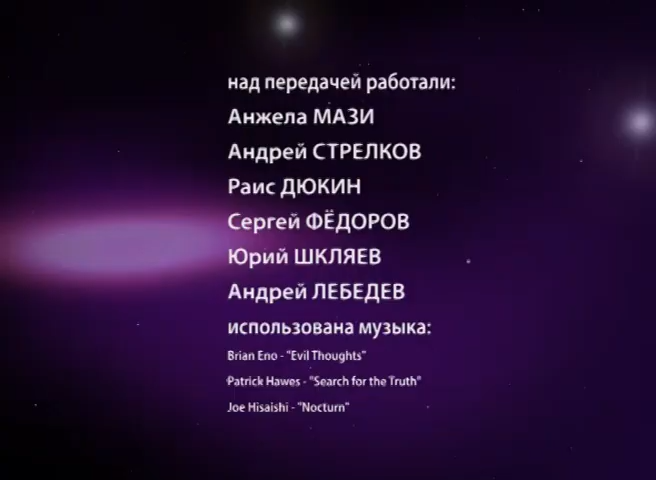 над передачей работали:
Анжела МАЗИ
Андрей СТРЕЛКОВ
Раис ДЮКИН
Сергей ФЁДОРОВ
Юрий ШКЛЯЕВ
Андрей ЛЕБЕДЕВ
использована музыка:
Brian Eno - "Evil Thoughts"
Patrick Hawes - "Search for the Truth"
Joe Hisaishi - "Nocturn"